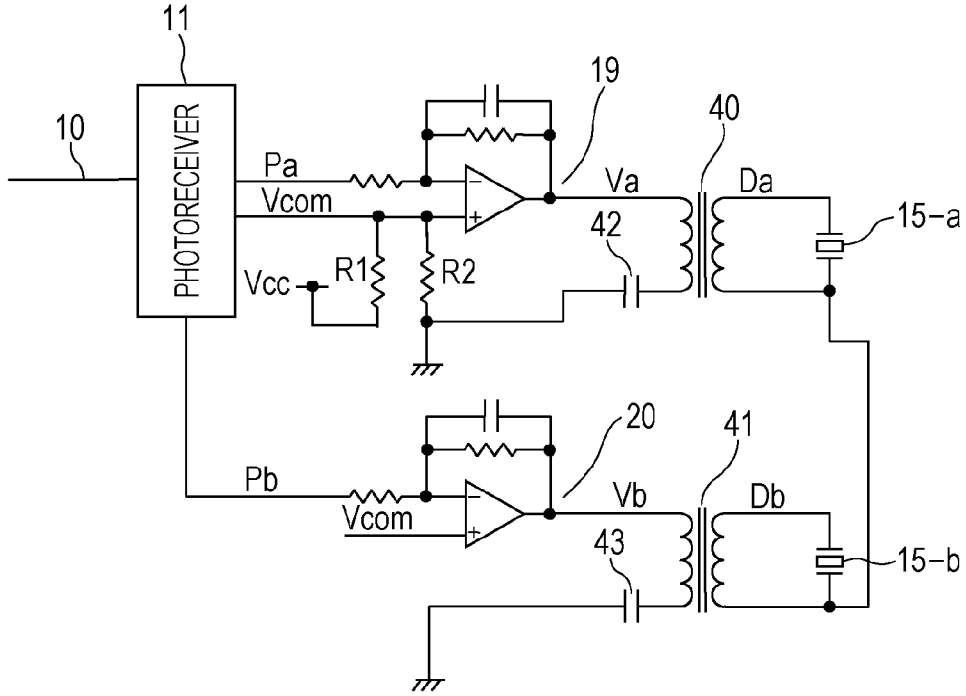 11
10
PHOTORECEIVER
Pa
Vcom
Vcc
R1
R2
−
+
19
Va
40
Da
42
15-a
Pb
Vcom
−
+
20
Vb
41
Db
43
15-b